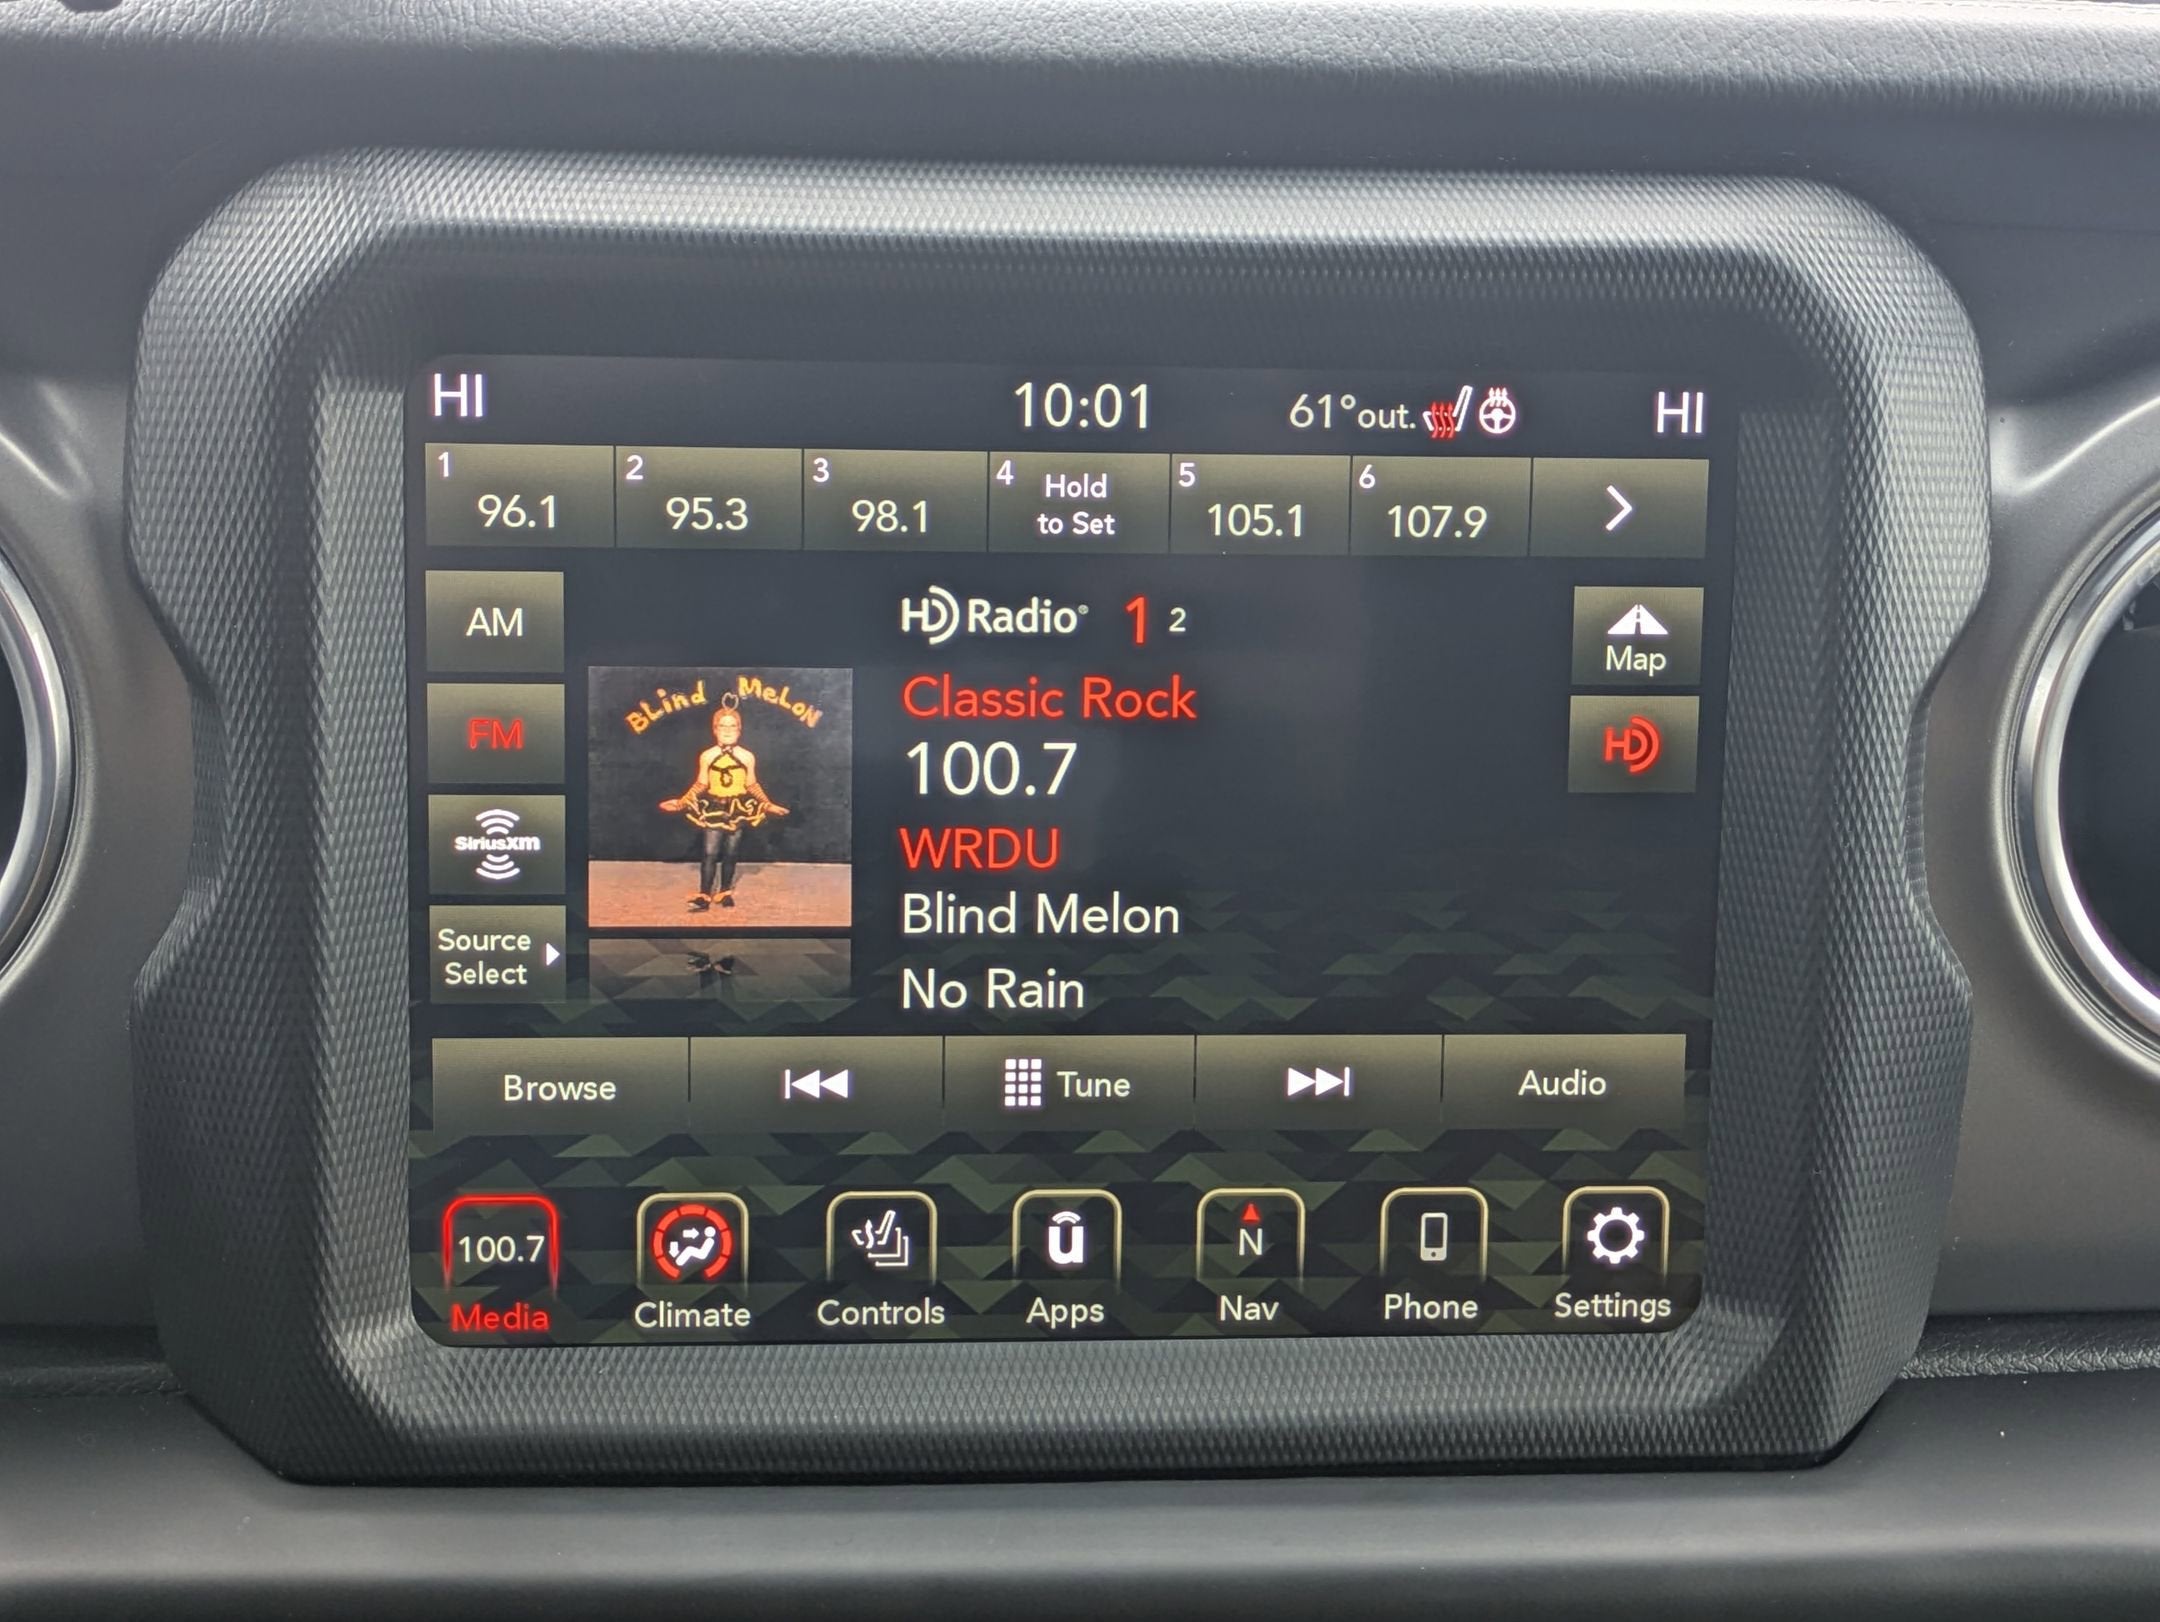 HI 10:01 61°out. HI
1 96.1
2 95.3
3 98.1
4 Hold
to Set
5 105.1
6 107.9
AM
FM
SiriusXM
Source
Select
BLind MeLoN
HD Radio® 1 2
Classic Rock
100.7
WRDU
Blind Melon
No Rain
Map
HD
Browse
Tune
Audio
100.7
Media
Climate
Controls
u
Apps
N
Nav
Phone
Settings